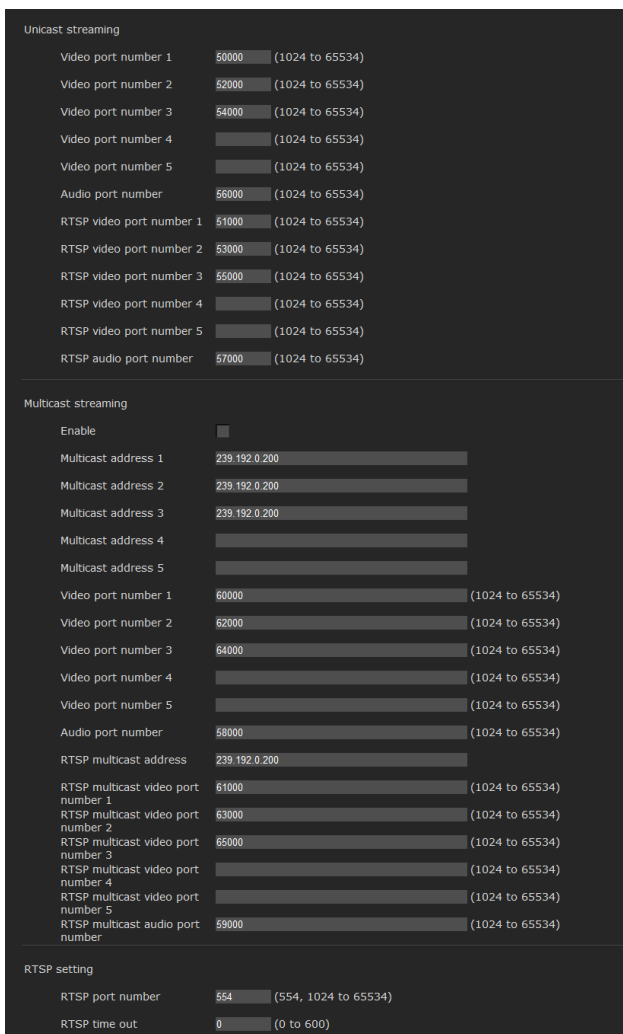 Unicast streaming
Video port number 1 50000 (1024 to 65534)
Video port number 2 52000 (1024 to 65534)
Video port number 3 54000 (1024 to 65534)
Video port number 4 (1024 to 65534)
Video port number 5 (1024 to 65534)
Audio port number 56000 (1024 to 65534)
RTSP video port number 1 51000 (1024 to 65534)
RTSP video port number 2 53000 (1024 to 65534)
RTSP video port number 3 55000 (1024 to 65534)
RTSP video port number 4 (1024 to 65534)
RTSP video port number 5 (1024 to 65534)
RTSP audio port number 57000 (1024 to 65534)
Multicast streaming
Enable
Multicast address 1 239.192.0.200
Multicast address 2 239.192.0.200
Multicast address 3 239.192.0.200
Multicast address 4
Multicast address 5
Video port number 1 60000 (1024 to 65534)
Video port number 2 62000 (1024 to 65534)
Video port number 3 64000 (1024 to 65534)
Video port number 4 (1024 to 65534)
Video port number 5 (1024 to 65534)
Audio port number 58000 (1024 to 65534)
RTSP multicast address 239.192.0.200
RTSP multicast video port 61000 (1024 to 65534)
number 1
RTSP multicast video port 63000 (1024 to 65534)
number 2
RTSP multicast video port 65000 (1024 to 65534)
number 3
RTSP multicast video port (1024 to 65534)
number 4
RTSP multicast video port (1024 to 65534)
number 5
RTSP multicast audio port 59000 (1024 to 65534)
number
RTSP setting
RTSP port number 554 (554, 1024 to 65534)
RTSP time out 0 (0 to 600)